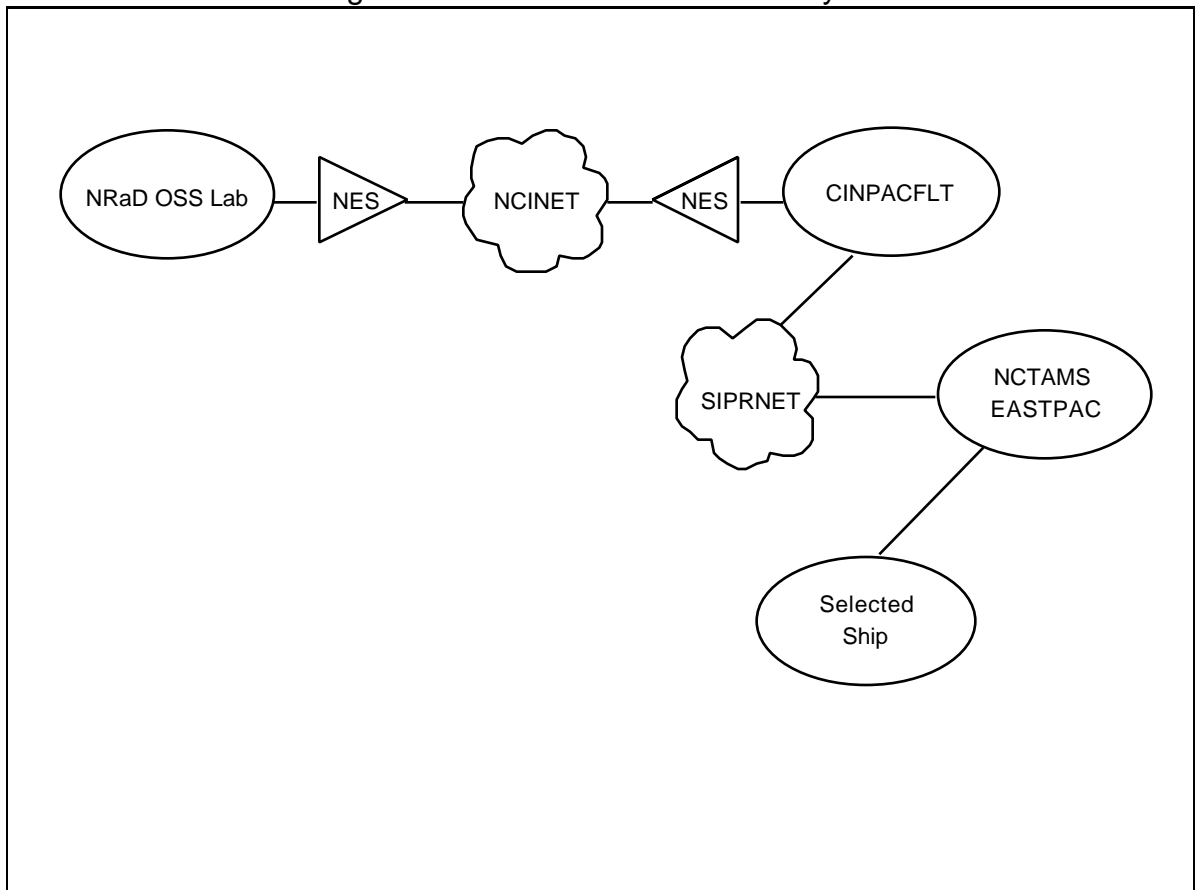 NRaD OSS Lab
NES
NCINET
NES
CINPACFLT
SIPRNET
NCTAMS
EASTPAC
Selected
Ship